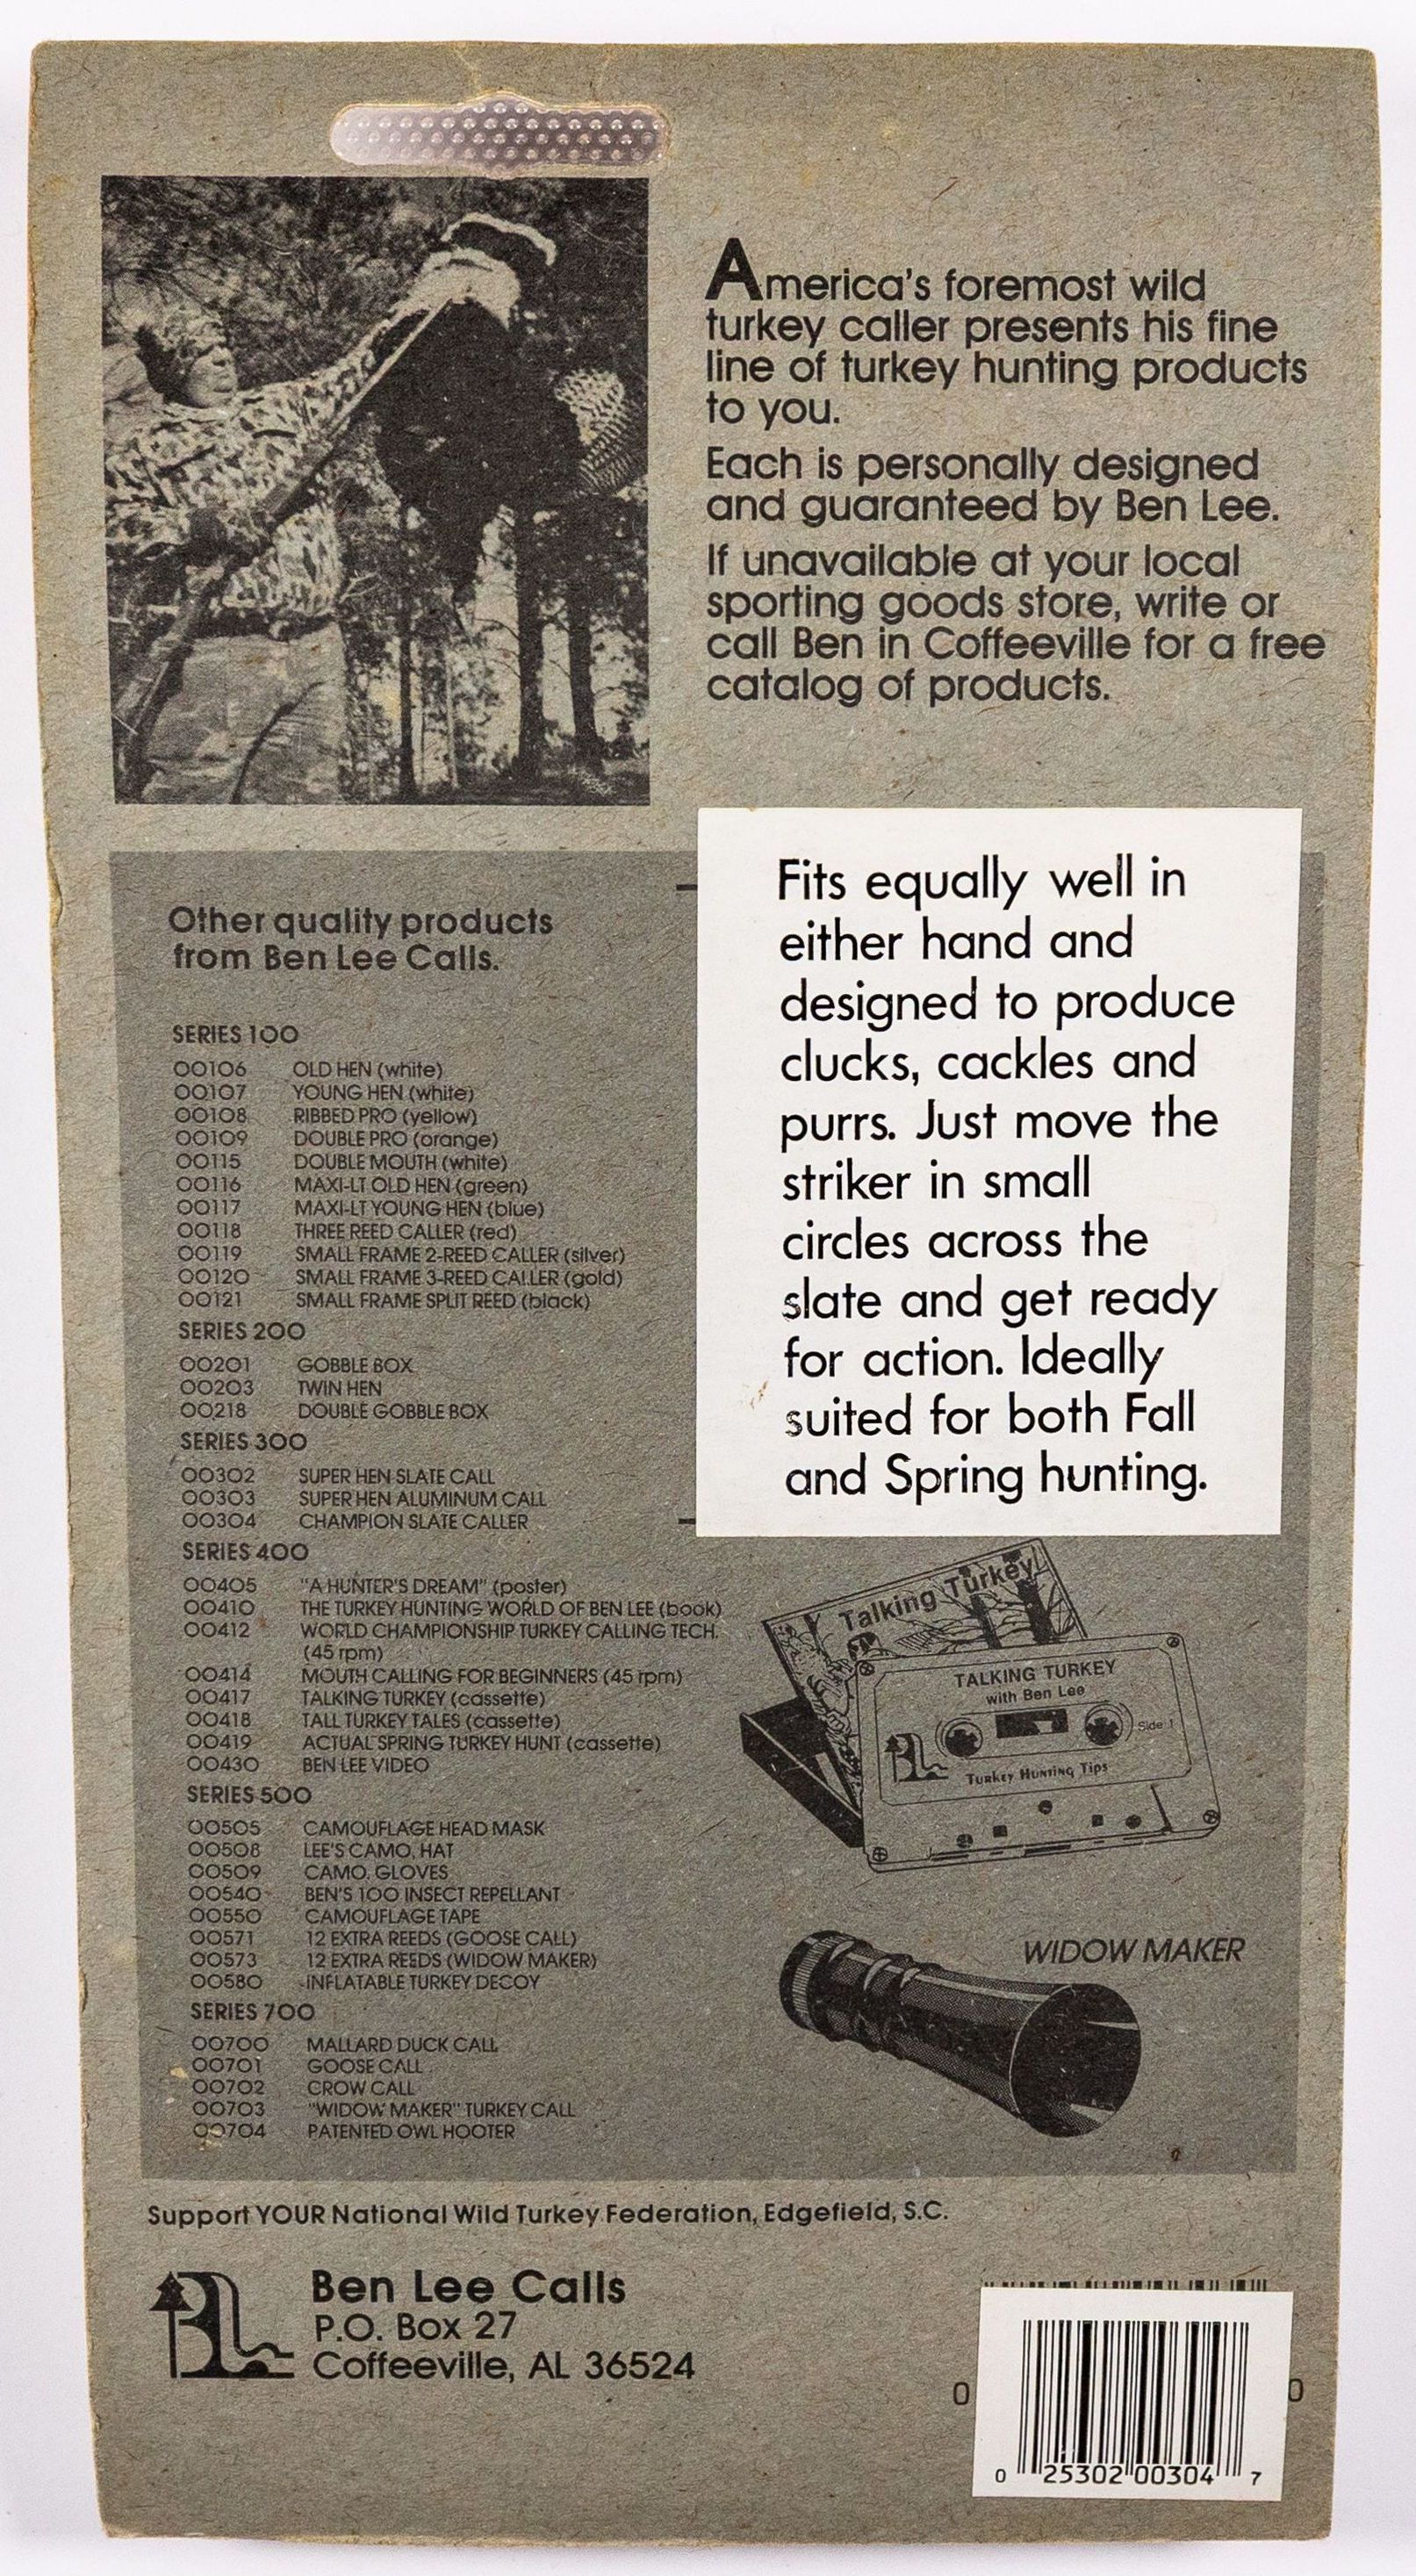 America's foremost wild
turkey caller presents his fine
line of turkey hunting products
to you.
Each is personally designed
and guaranteed by Ben Lee.
If unavailable at your local
sporting goods store, write or
call Ben in Coffeeville for a free
catalog of products.
Fits equally well in
either hand and
designed to produce
clucks, cackles and
purrs. Just move the
striker in small
circles across the
slate and get ready
for action. Ideally
suited for both Fall
and Spring hunting.
Other quality products
from Ben Lee Calls.
SERIES 100
00106 OLD HEN (white)
00107 YOUNG HEN (white)
00108 RIBBED PRO (yellow)
00109 DOUBLE PRO (orange)
00115 DOUBLE MOUTH (white)
00116 MAXI-LT OLD HEN (green)
00117 MAXI-LT YOUNG HEN (blue)
00118 THREE REED CALLER (red)
00119 SMALL FRAME 2-REED CALLER (silver)
00120 SMALL FRAME 3-REED CALLER (gold)
00121 SMALL FRAME SPLIT REED (black)
SERIES 200
00201 GOBBLE BOX
00203 TWIN HEN
00218 DOUBLE GOBBLE BOX
SERIES 300
00302 SUPER HEN SLATE CALL
00303 SUPER HEN ALUMINUM CALL
00304 CHAMPION SLATE CALLER
SERIES 400
00405 "A HUNTER'S DREAM" (poster)
00410 THE TURKEY HUNTING WORLD OF BEN LEE (book)
00412 WORLD CHAMPIONSHIP TURKEY CALLING TECH.
(45 rpm)
00414 MOUTH CALLING FOR BEGINNERS (45 rpm)
00417 TALKING TURKEY (cassette)
00418 TALL TURKEY TALES (cassette)
00419 ACTUAL SPRING TURKEY HUNT (cassette)
00430 BEN LEE VIDEO
SERIES 500
00505 CAMOUFLAGE HEAD MASK
00508 LEE'S CAMO. HAT
00509 CAMO. GLOVES
00540 BEN'S 100 INSECT REPELLANT
00550 CAMOUFLAGE TAPE
00571 12 EXTRA REEDS (GOOSE CALL)
00573 12 EXTRA REEDS (WIDOW MAKER)
00580 INFLATABLE TURKEY DECOY
SERIES 700
00700 MALLARD DUCK CALL
00701 GOOSE CALL
00702 CROW CALL
00703 "WIDOW MAKER" TURKEY CALL
00704 PATENTED OWL HOOTER
Talking Turkey
TALKING TURKEY
with Ben Lee
Side 1
BL
Turkey Hunting Tips
WIDOW MAKER
Support YOUR National Wild Turkey Federation, Edgefield, S.C.
BL
Ben Lee Calls
P.O. Box 27
Coffeeville, AL 36524
0 0
0 25302 00304 7